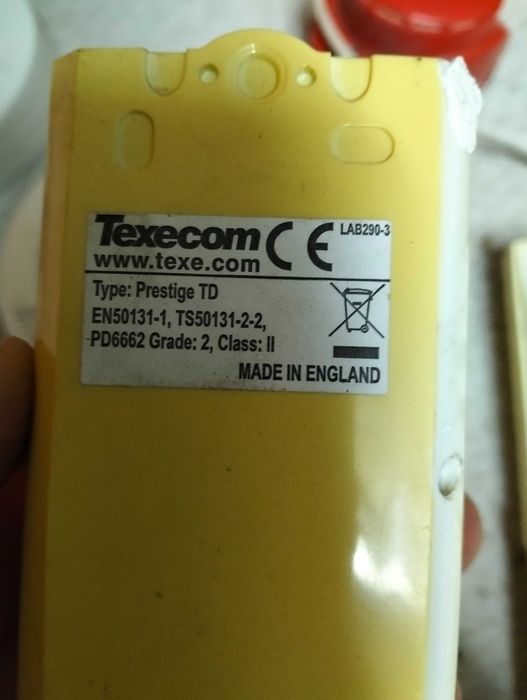 Texecom CE LAB290-3
www.texe.com
Type: Prestige TD
EN50131-1, TS50131-2-2,
PD6662 Grade: 2, Class: II
MADE IN ENGLAND